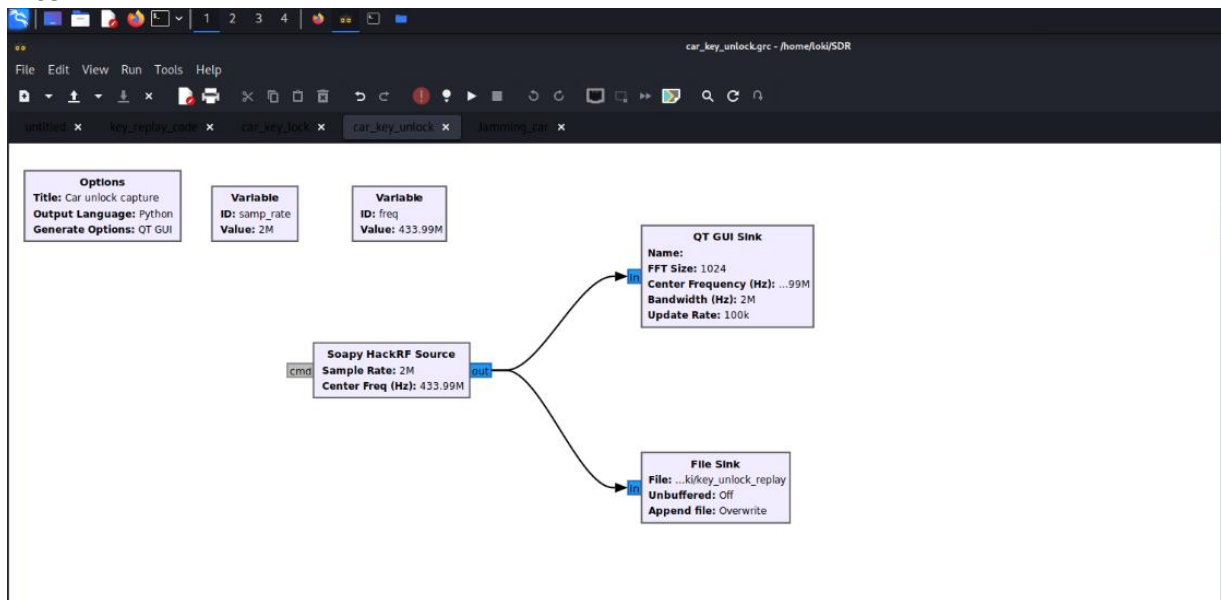 1 2 3 4
car_key_unlock.grc - /home/loki/SDR
File Edit View Run Tools Help
untitled key_replay_code car_key_lock car_key_unlock Jamming_car
Options
Title: Car unlock capture
Output Language: Python
Generate Options: QT GUI
Variable
ID: samp_rate
Value: 2M
Variable
ID: freq
Value: 433.99M
QT GUI Sink
Name:
FFT Size: 1024
Center Frequency (Hz): ...99M
Bandwidth (Hz): 2M
Update Rate: 100k
in
Soapy HackRF Source
Sample Rate: 2M
Center Freq (Hz): 433.99M
cmd
out
File Sink
File: ...ki/key_unlock_replay
Unbuffered: Off
Append file: Overwrite
in